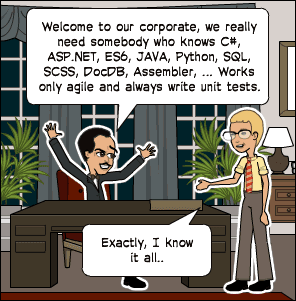 Welcome to our corporate, we really
need somebody who knows C#,
ASP.NET, ES6, JAVA, Python, SQL,
SCSS, DocDB, Assembler, ... Works
only agile and always write unit tests.
Exactly, I know
it all..